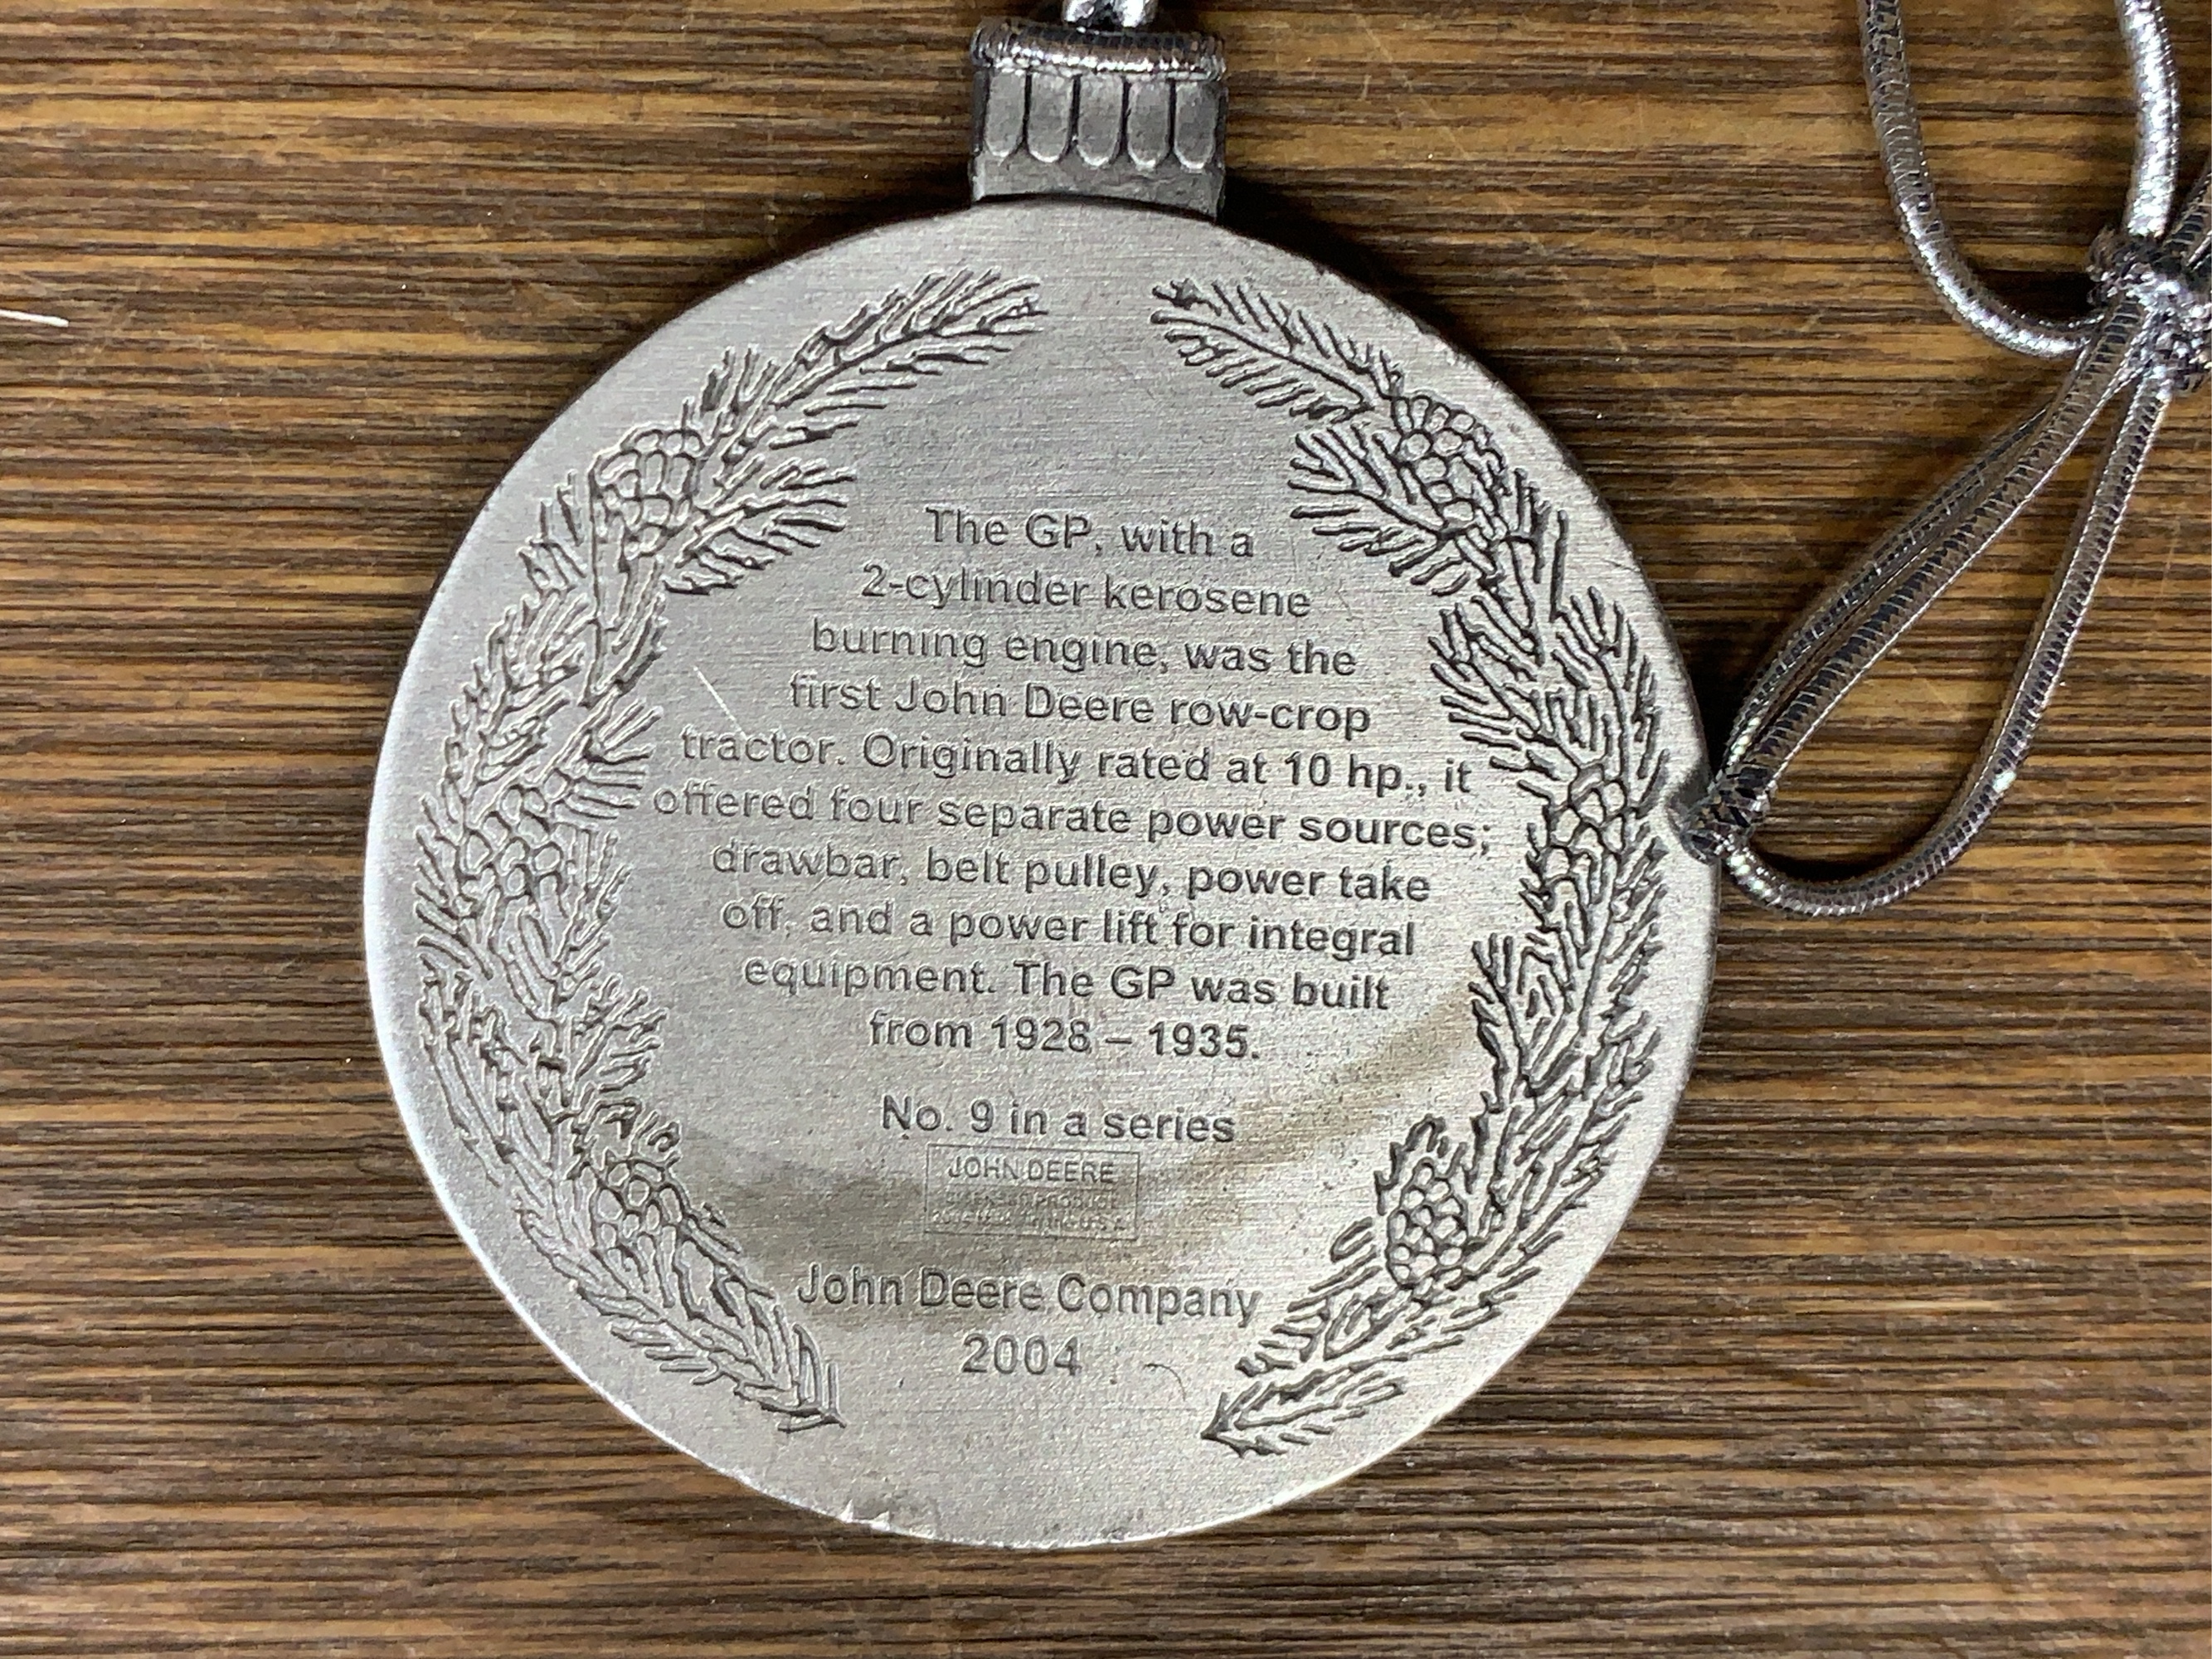 The GP, with a
2-cylinder kerosene
burning engine, was the
first John Deere row-crop
tractor. Originally rated at 10 hp., it
offered four separate power sources;
drawbar, belt pulley, power take
off, and a power lift for integral
equipment. The GP was built
from 1928 – 1935.
No. 9 in a series
JOHN DEERE
John Deere Company
2004